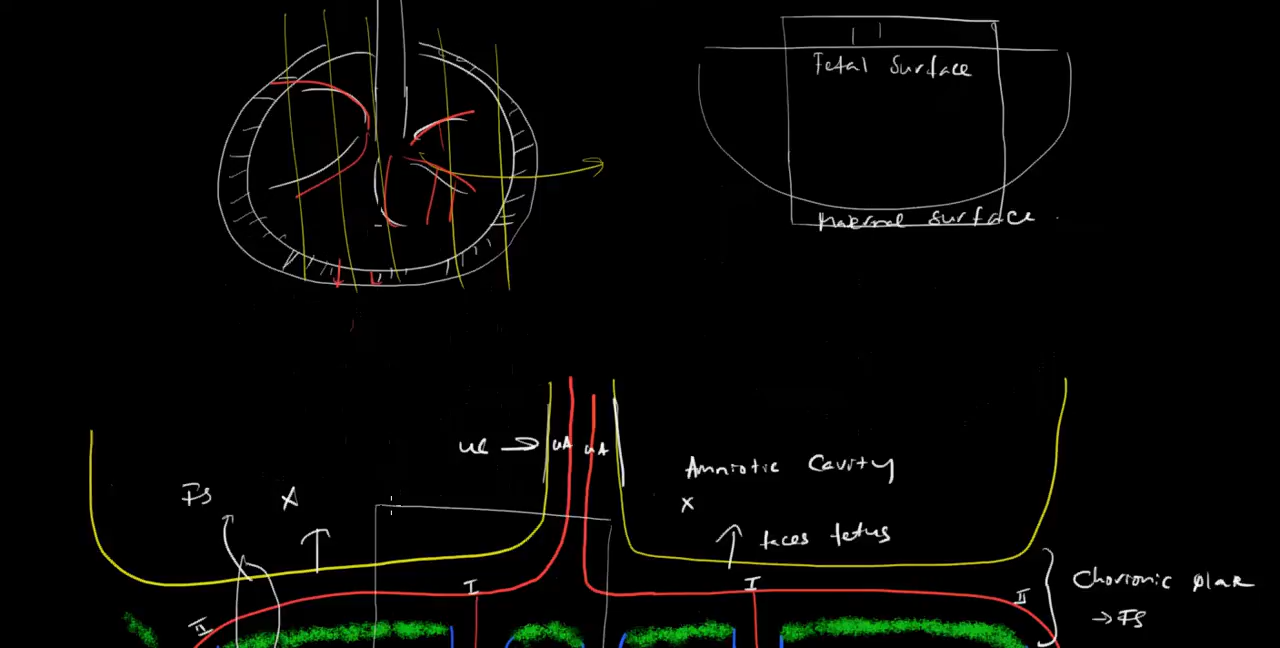 Fetal Surface
Maternal Surface
UC → UA UA
Amniotic Cavity
FS
X
x
faces fetus
I
I
II
II
Chorionic plate
→ FS